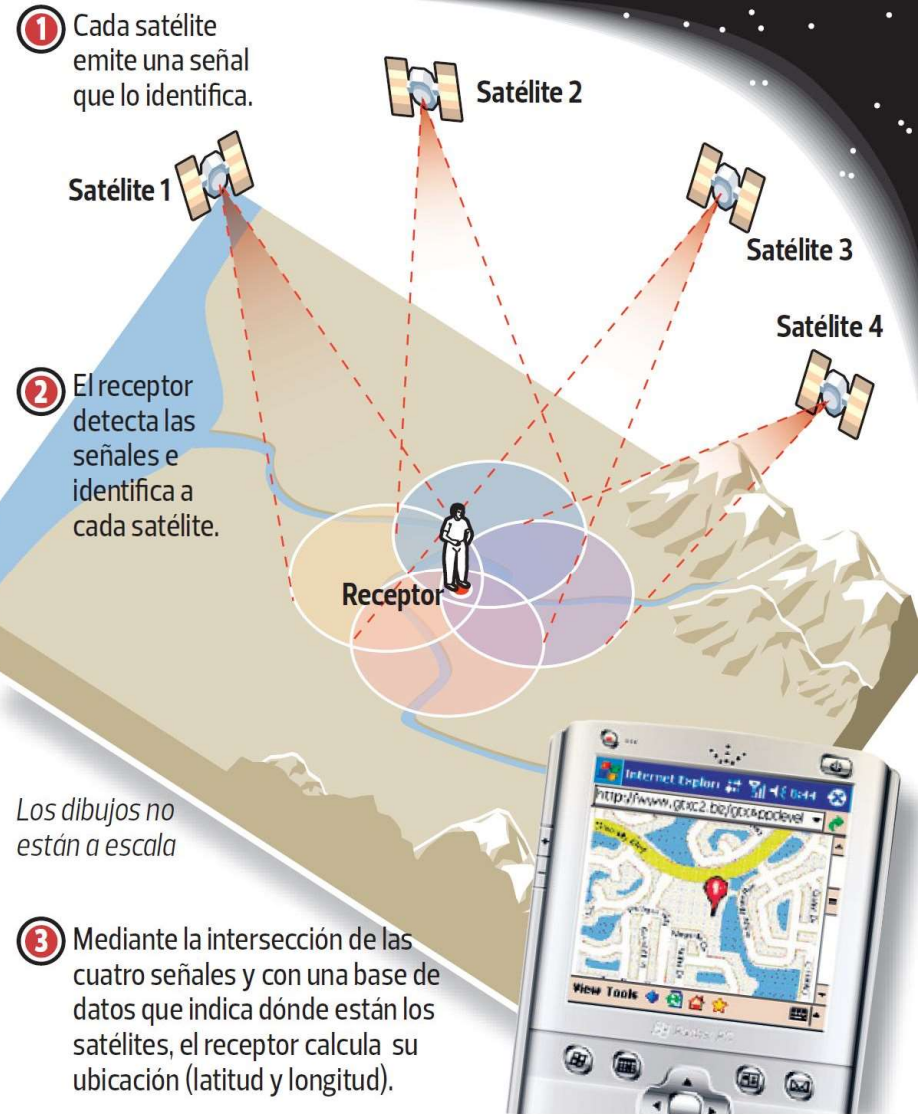 1 Cada satélite
emite una señal
que lo identifica.
Satélite 2
Satélite 1
Satélite 3
Satélite 4
2 El receptor
detecta las
señales e
identifica a
cada satélite.
Receptor
Los dibujos no
están a escala
3 Mediante la intersección de las
cuatro señales y con una base de
datos que indica dónde están los
satélites, el receptor calcula su
ubicación (latitud y longitud).
Internet Explor
8:44
View Tools